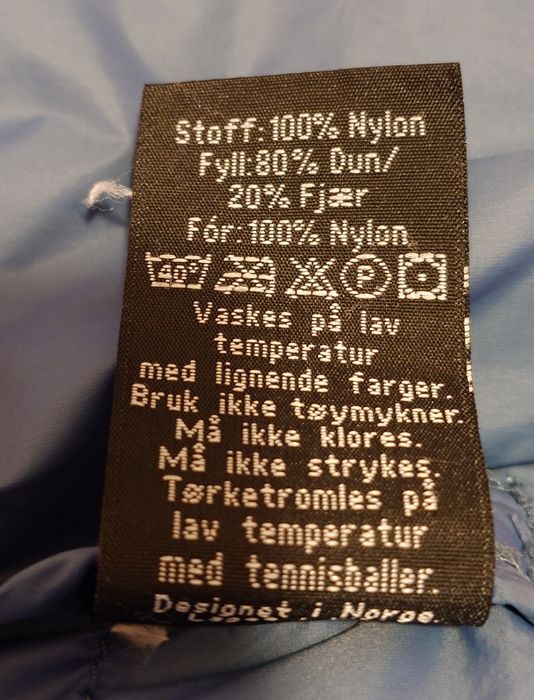 Stoff: 100% Nylon
Fyll: 80% Dun/
20% Fjær
Fór: 100% Nylon
40° P
Vaskes på lav
temperatur
med lignende farger.
Bruk ikke tøymykner.
Må ikke klores.
Må ikke strykes.
Tørketromles på
lav temperatur
med tennisballer.
Designet i Norge.